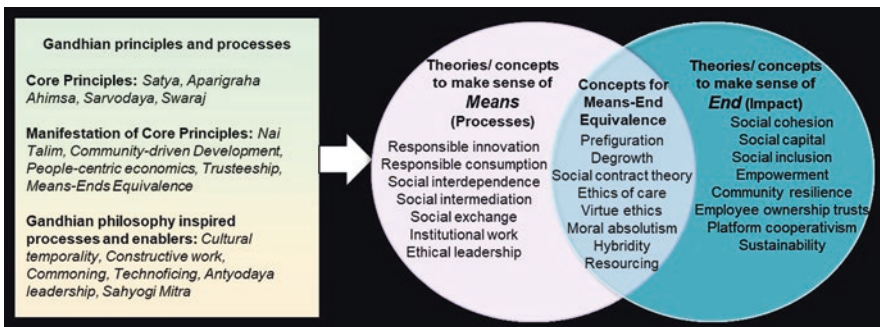 Gandhian principles and processes
Core Principles: Satya, Aparigraha
Ahimsa, Sarvodaya, Swaraj
Manifestation of Core Principles: Nai
Talim, Community-driven Development,
People-centric economics, Trusteeship,
Means-Ends Equivalence
Gandhian philosophy inspired
processes and enablers: Cultural
temporality, Constructive work,
Commoning, Technoficing, Antyodaya
leadership, Sahyogi Mitra
Theories/ concepts
to make sense of
Means
(Processes)
Responsible innovation
Responsible consumption
Social interdependence
Social intermediation
Social exchange
Institutional work
Ethical leadership
Concepts for
Means-End
Equivalence
Prefiguration
Degrowth
Social contract theory
Ethics of care
Virtue ethics
Moral absolutism
Hybridity
Resourcing
Theories/ concepts
to make sense of
End (Impact)
Social cohesion
Social capital
Social inclusion
Empowerment
Community resilience
Employee ownership trusts
Platform cooperativism
Sustainability